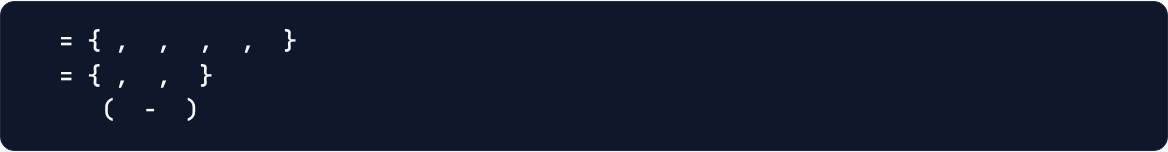 = { , , , , }
= { , , }
( - )